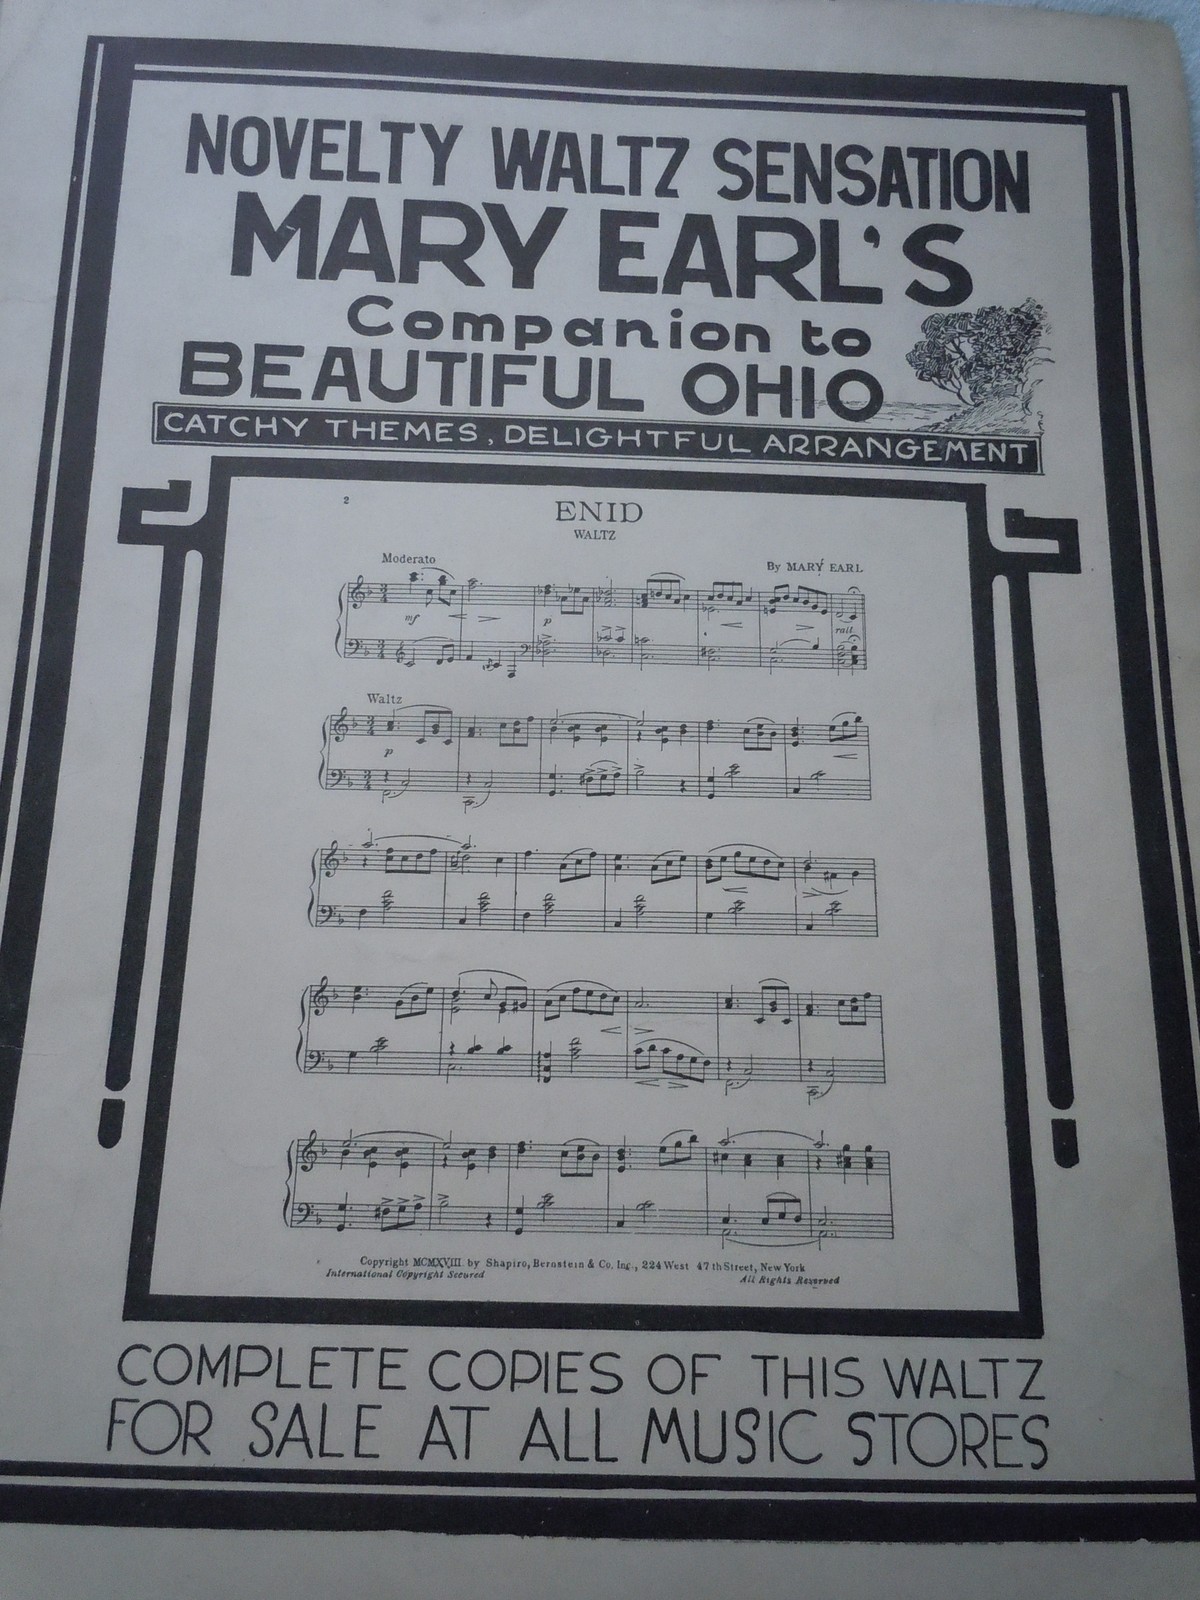 NOVELTY WALTZ SENSATION
MARY EARL'S
Companion to
BEAUTIFUL OHIO
CATCHY THEMES, DELIGHTFUL ARRANGEMENT
2
ENID
WALTZ
Moderato
By MARY EARL
mf
p
rall.
Waltz
p
Copyright MCMXVIII by Shapiro, Bernstein & Co. Inc., 224 West 47th Street, New York
International Copyright Secured
All Rights Reserved
COMPLETE COPIES OF THIS WALTZ
FOR SALE AT ALL MUSIC STORES